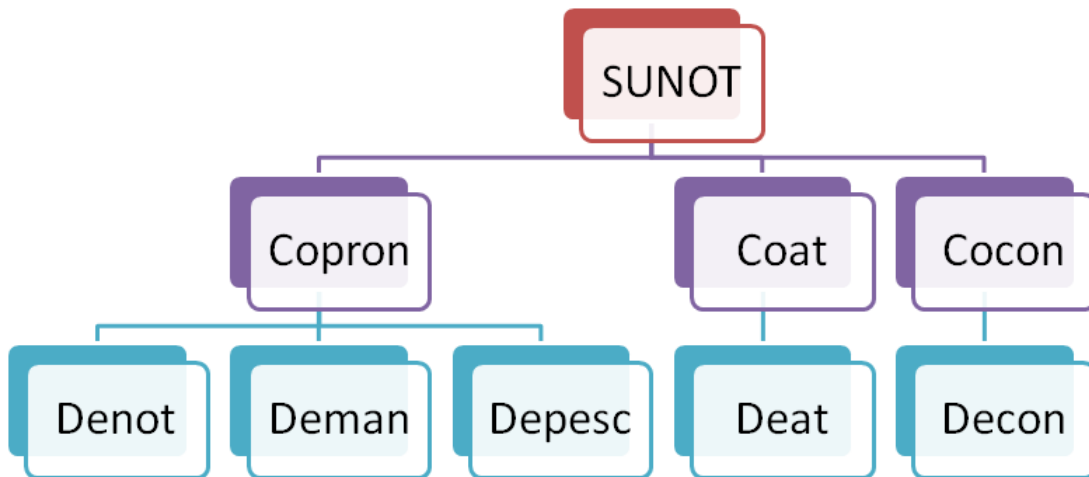 SUNOT
Copron
Coat
Cocon
Denot
Deman
Depesc
Deat
Decon